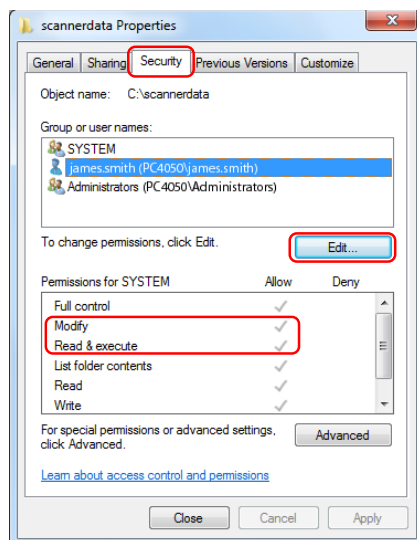 scannerdata Properties
General Sharing Security Previous Versions Customize
Object name: C:\scannerdata
Group or user names:
SYSTEM
james.smith (PC4050\james.smith)
Administrators (PC4050\Administrators)
To change permissions, click Edit.
Edit...
Permissions for SYSTEM Allow Deny
Full control
Modify
Read & execute
List folder contents
Read
Write
For special permissions or advanced settings,
click Advanced.
Advanced
Learn about access control and permissions
Close Cancel Apply